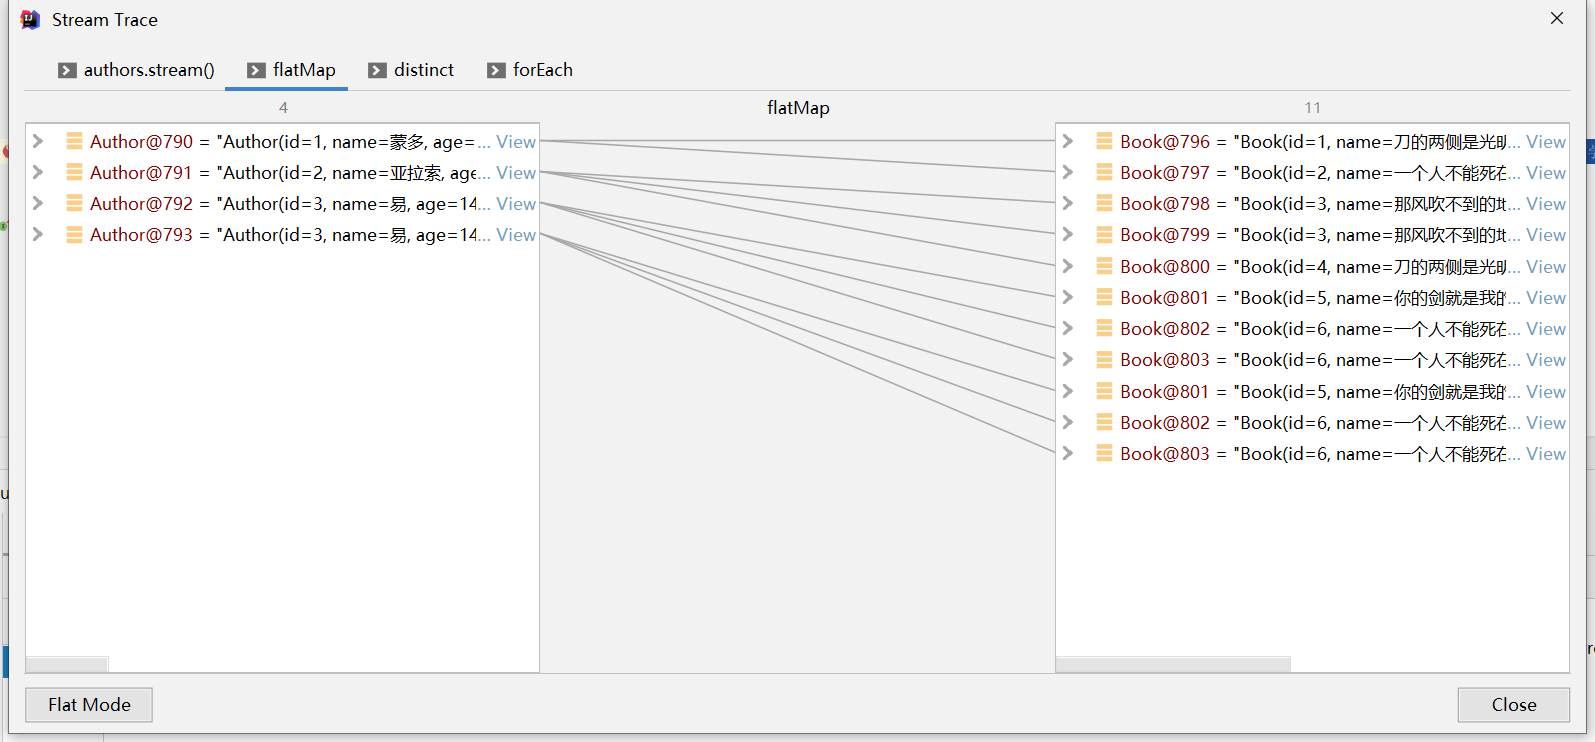 Stream Trace
authors.stream()
flatMap
distinct
forEach
4
flatMap
11
Author@790 = "Author(id=1, name=蒙多, age=... View
Author@791 = "Author(id=2, name=亚拉索, age... View
Author@792 = "Author(id=3, name=易, age=14... View
Author@793 = "Author(id=3, name=易, age=14... View
Book@796 = "Book(id=1, name=刀的两侧是光明... View
Book@797 = "Book(id=2, name=一个人不能死在... View
Book@798 = "Book(id=3, name=那风吹不到的地... View
Book@799 = "Book(id=3, name=那风吹不到的地... View
Book@800 = "Book(id=4, name=刀的两侧是光明... View
Book@801 = "Book(id=5, name=你的剑就是我的... View
Book@802 = "Book(id=6, name=一个人不能死在... View
Book@803 = "Book(id=6, name=一个人不能死在... View
Book@801 = "Book(id=5, name=你的剑就是我的... View
Book@802 = "Book(id=6, name=一个人不能死在... View
Book@803 = "Book(id=6, name=一个人不能死在... View
Flat Mode
Close